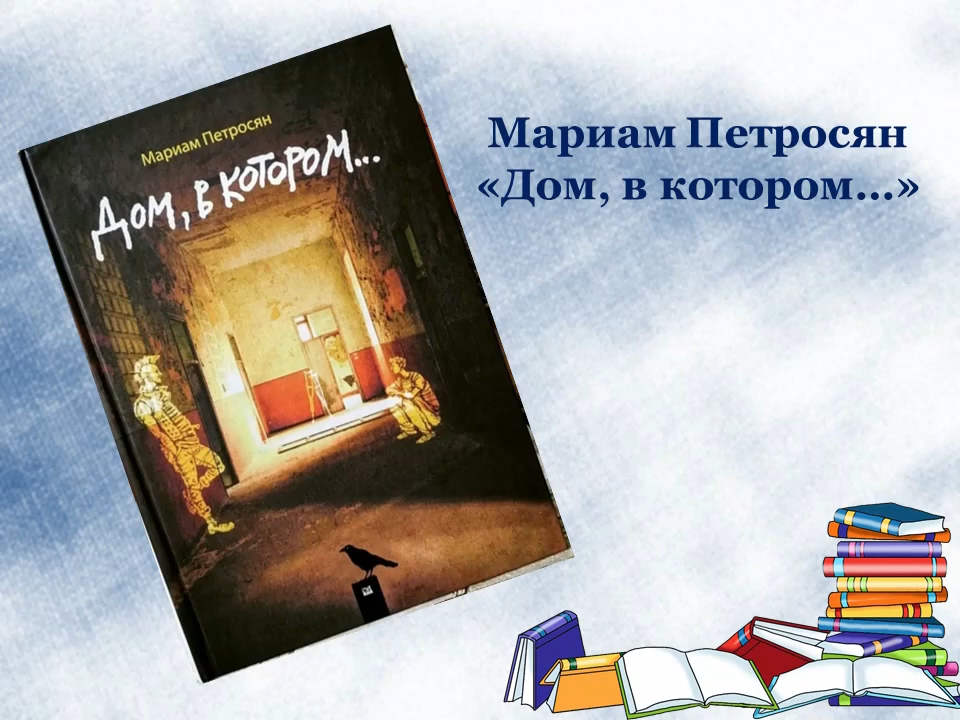 Мариам Петросян
Дом, в котором...
Мариам Петросян
«Дом, в котором...»